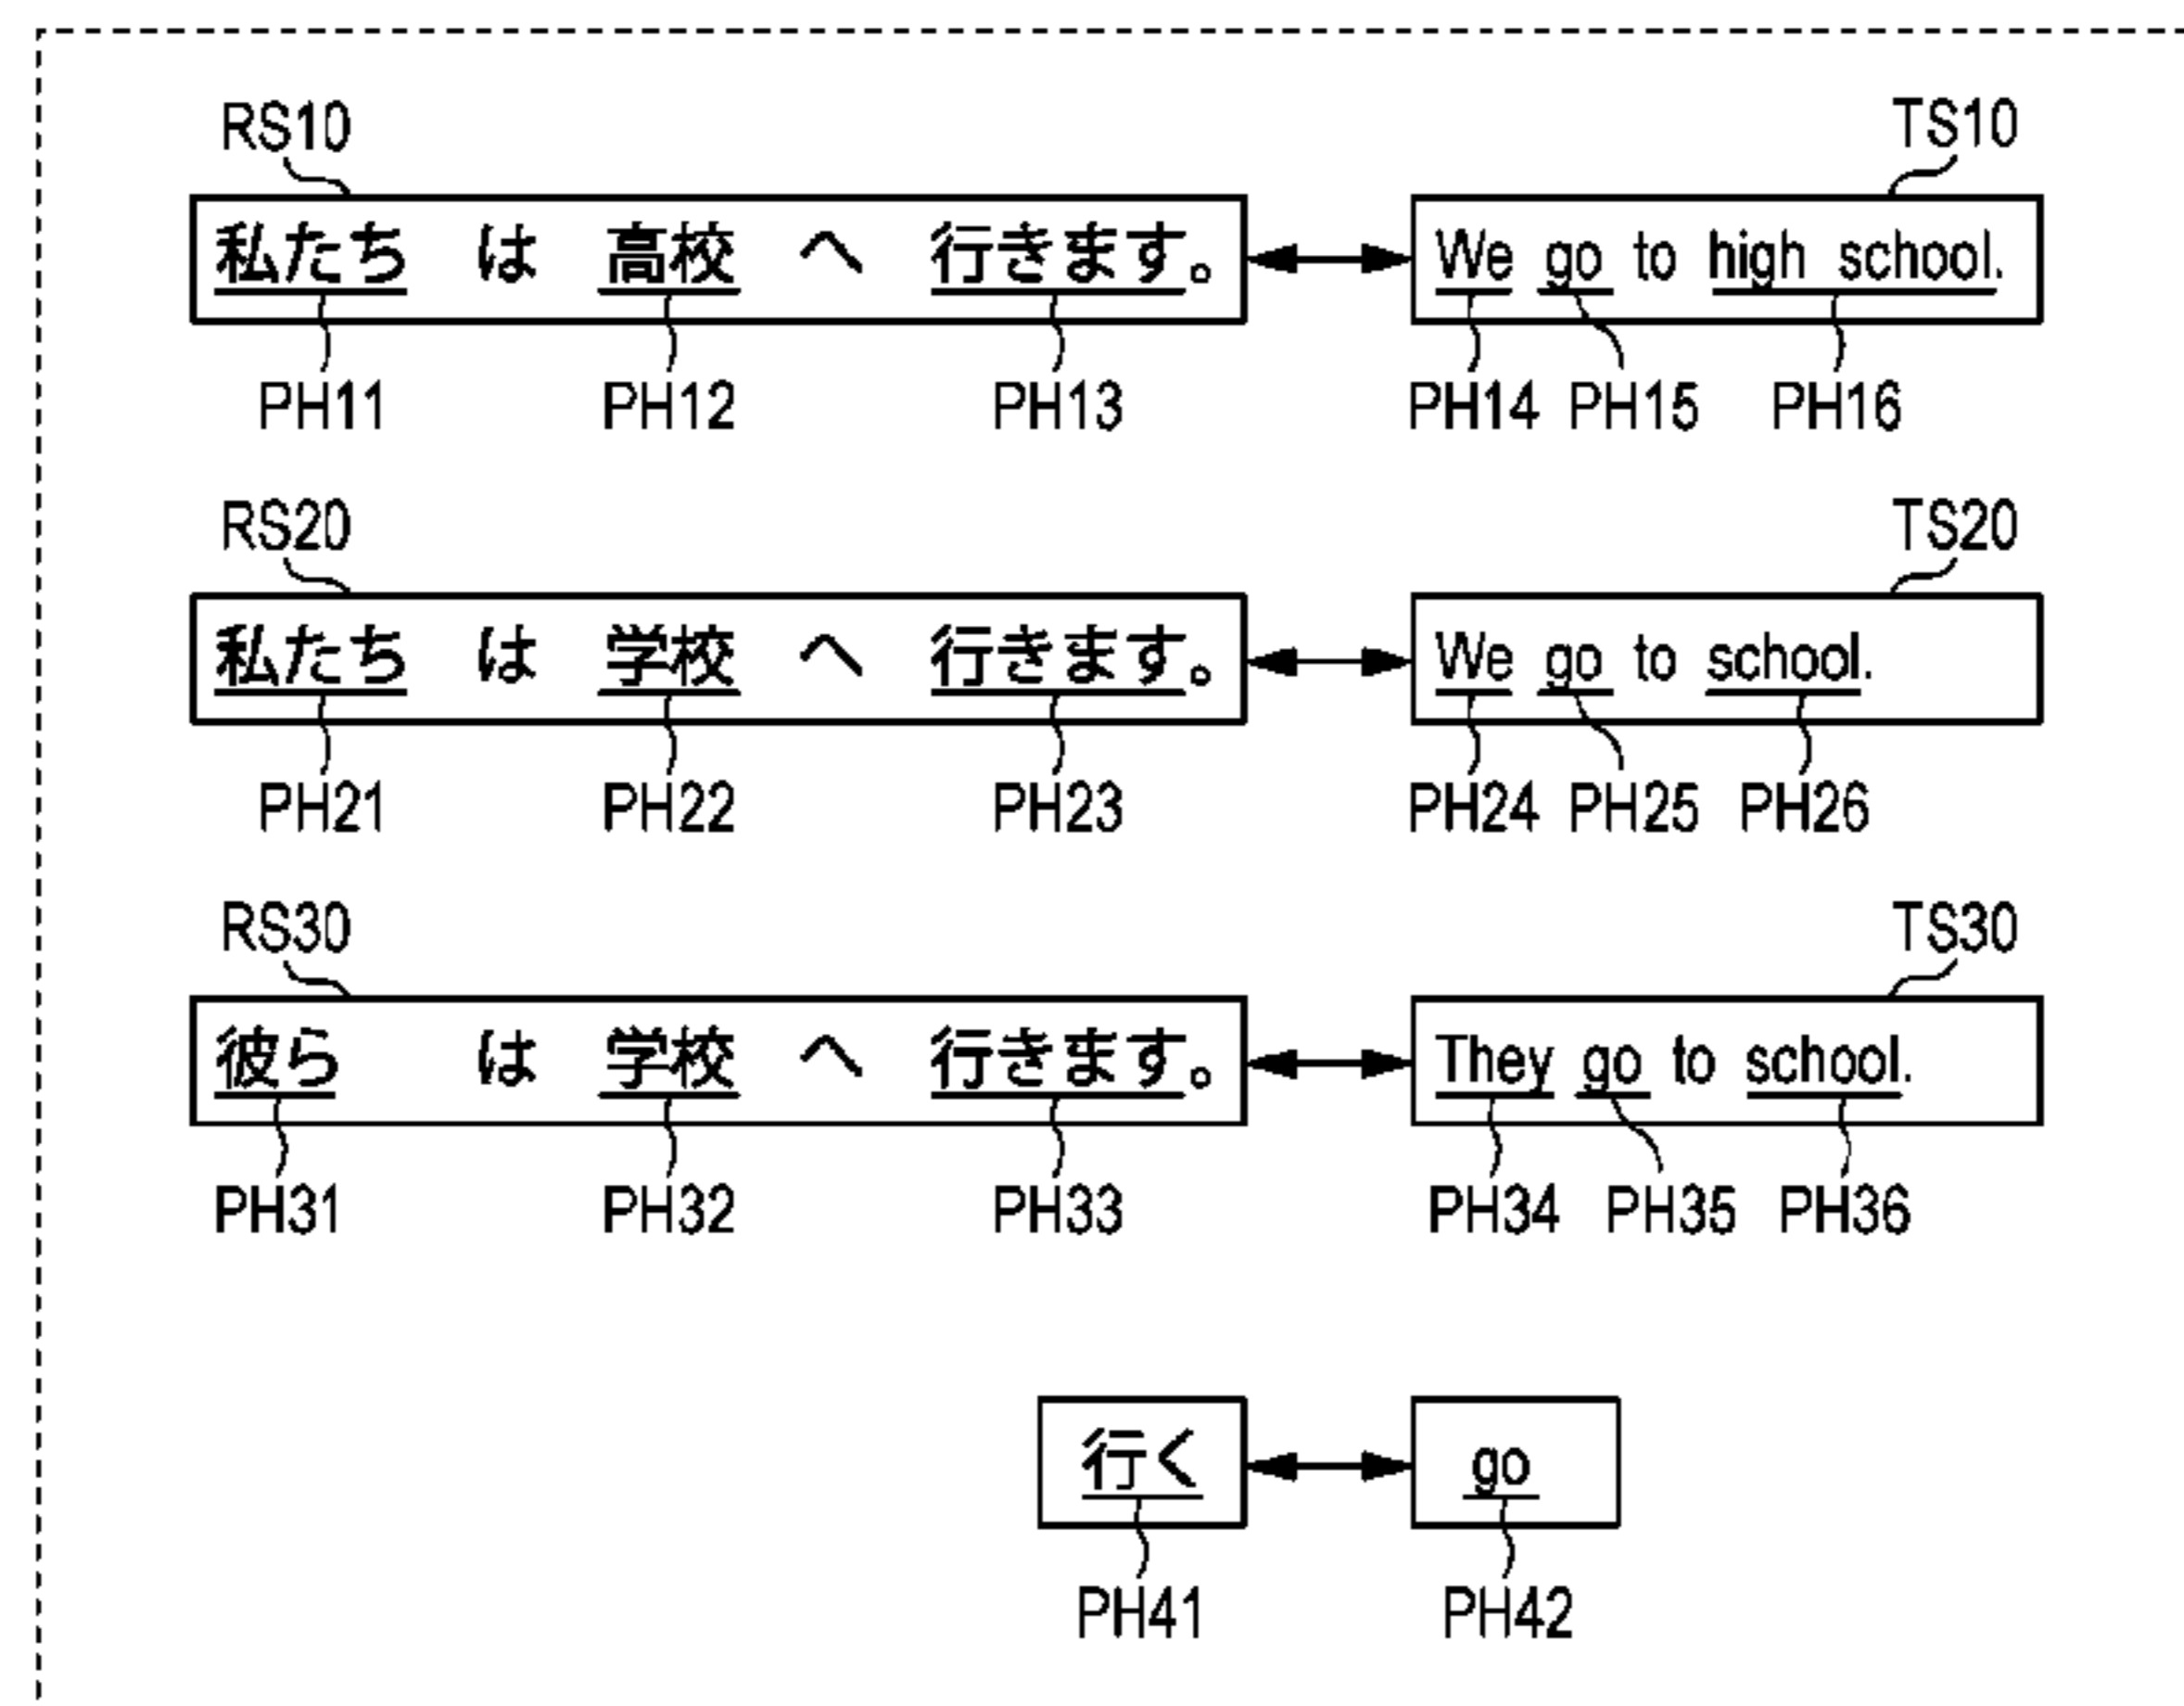 RS10 TS10
私たち は 高校 へ 行きます。 We go to high school.
PH11 PH12 PH13 PH14 PH15 PH16
RS20 TS20
私たち は 学校 へ 行きます。 We go to school.
PH21 PH22 PH23 PH24 PH25 PH26
RS30 TS30
彼ら は 学校 へ 行きます。 They go to school.
PH31 PH32 PH33 PH34 PH35 PH36
行く go
PH41 PH42